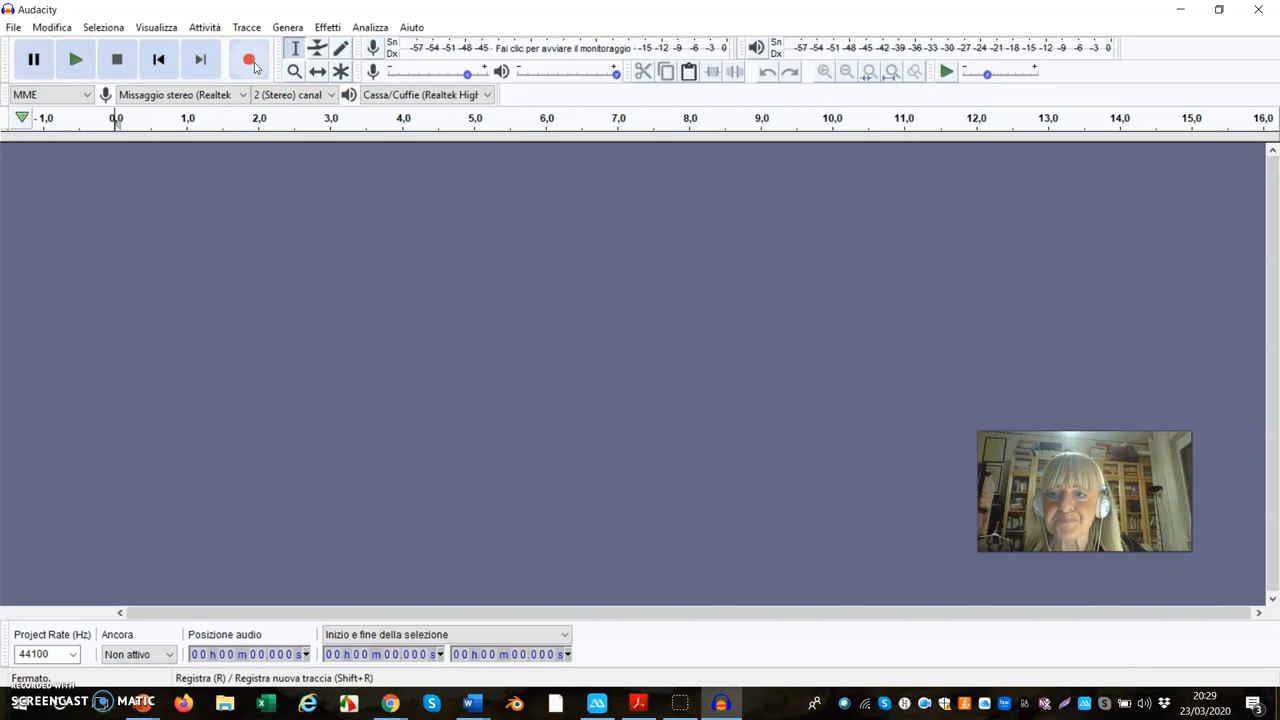 Audacity
File Modifica Seleziona Visualizza Attività Tracce Genera Effetti Analizza Aiuto
Sn Dx -57 -54 -51 -48 -45 Fai clic per avviare il monitoraggio -15 -12 -9 -6 -3 0 Sn Dx -57 -54 -51 -48 -45 -42 -39 -36 -33 -30 -27 -24 -21 -18 -15 -12 -9 -6 -3 0
- + - + - +
MME Missaggio stereo (Realtek 2 (Stereo) canal Cassa/Cuffie (Realtek High
- 1,0 0,0 1,0 2,0 3,0 4,0 5,0 6,0 7,0 8,0 9,0 10,0 11,0 12,0 13,0 14,0 15,0 16,0
Project Rate (Hz) Ancora Posizione audio Inizio e fine della selezione
44100 Non attivo 00 h 00 m 00,000 s 00 h 00 m 00,000 s 00 h 00 m 00,000 s
Fermato. Registra (R) / Registra nuova traccia (Shift+R)
RECORDED WITH
SCREENCAST MATIC
20:29
23/03/2020
3